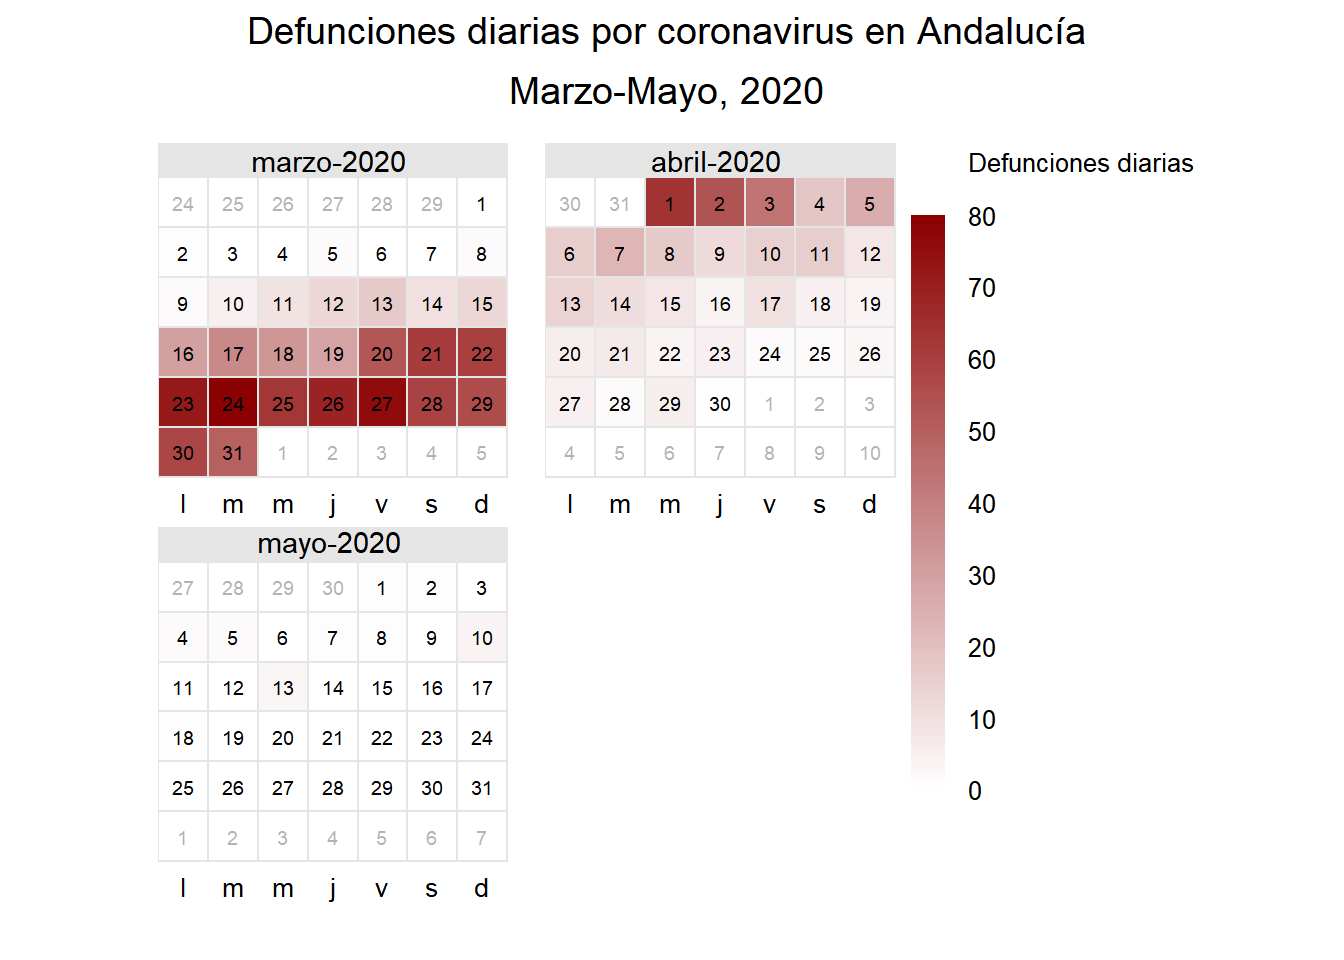 Defunciones diarias por coronavirus en Andalucía
Marzo-Mayo, 2020
marzo-2020
24 25 26 27 28 29 1
2 3 4 5 6 7 8
9 10 11 12 13 14 15
16 17 18 19 20 21 22
23 24 25 26 27 28 29
30 31 1 2 3 4 5
l m m j v s d
abril-2020
30 31 1 2 3 4 5
6 7 8 9 10 11 12
13 14 15 16 17 18 19
20 21 22 23 24 25 26
27 28 29 30 1 2 3
4 5 6 7 8 9 10
l m m j v s d
mayo-2020
27 28 29 30 1 2 3
4 5 6 7 8 9 10
11 12 13 14 15 16 17
18 19 20 21 22 23 24
25 26 27 28 29 30 31
1 2 3 4 5 6 7
l m m j v s d
Defunciones diarias
80
70
60
50
40
30
20
10
0